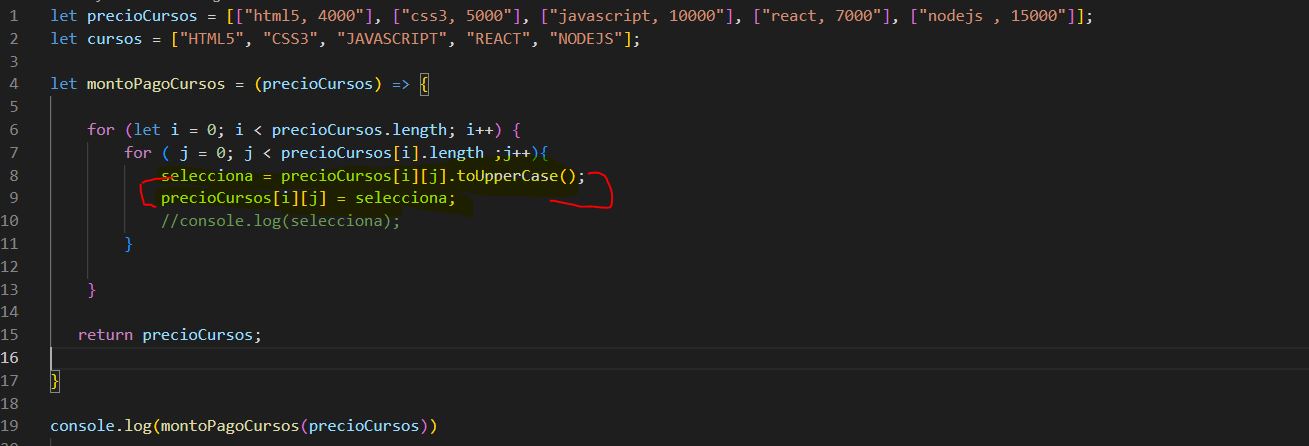 1 let precioCursos = [["html5, 4000"], ["css3, 5000"], ["javascript, 10000"], ["react, 7000"], ["nodejs , 15000"]];
2 let cursos = ["HTML5", "CSS3", "JAVASCRIPT", "REACT", "NODEJS"];
3
4 let montoPagoCursos = (precioCursos) => {
5
6 for (let i = 0; i < precioCursos.length; i++) {
7 for ( j = 0; j < precioCursos[i].length ;j++){
8 selecciona = precioCursos[i][j].toUpperCase();
9 precioCursos[i][j] = selecciona;
10 //console.log(selecciona);
11 }
12
13 }
14
15 return precioCursos;
16
17 }
18
19 console.log(montoPagoCursos(precioCursos))